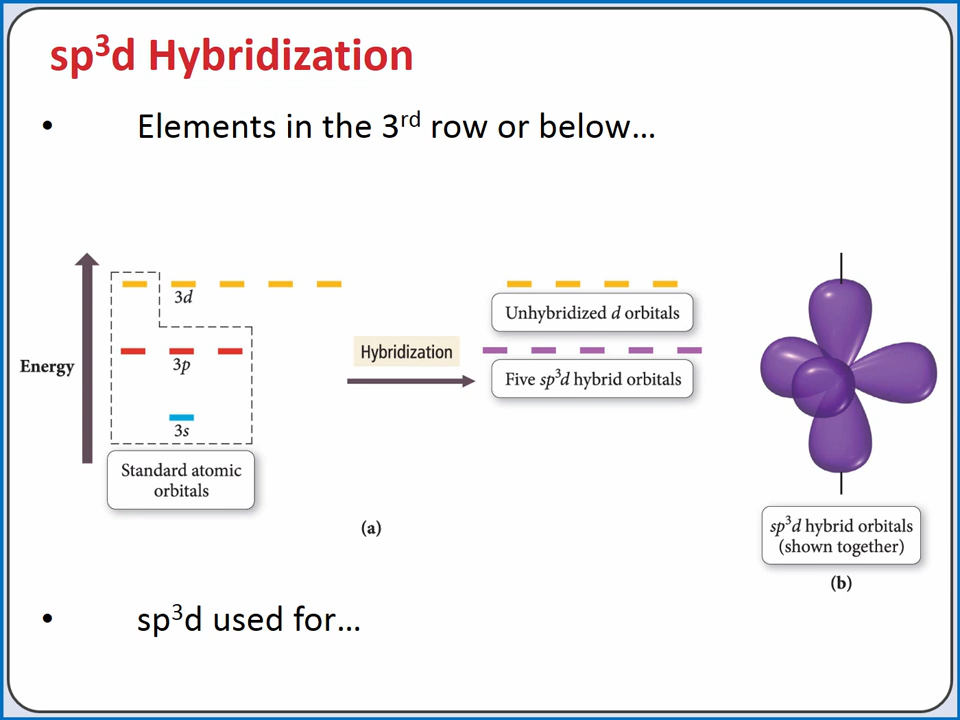 sp³d Hybridization
• Elements in the 3ʳᵈ row or below…
Energy
3d
3p
3s
Standard atomic
orbitals
Hybridization
Unhybridized d orbitals
Five sp³d hybrid orbitals
(a)
sp³d hybrid orbitals
(shown together)
(b)
• sp³d used for…